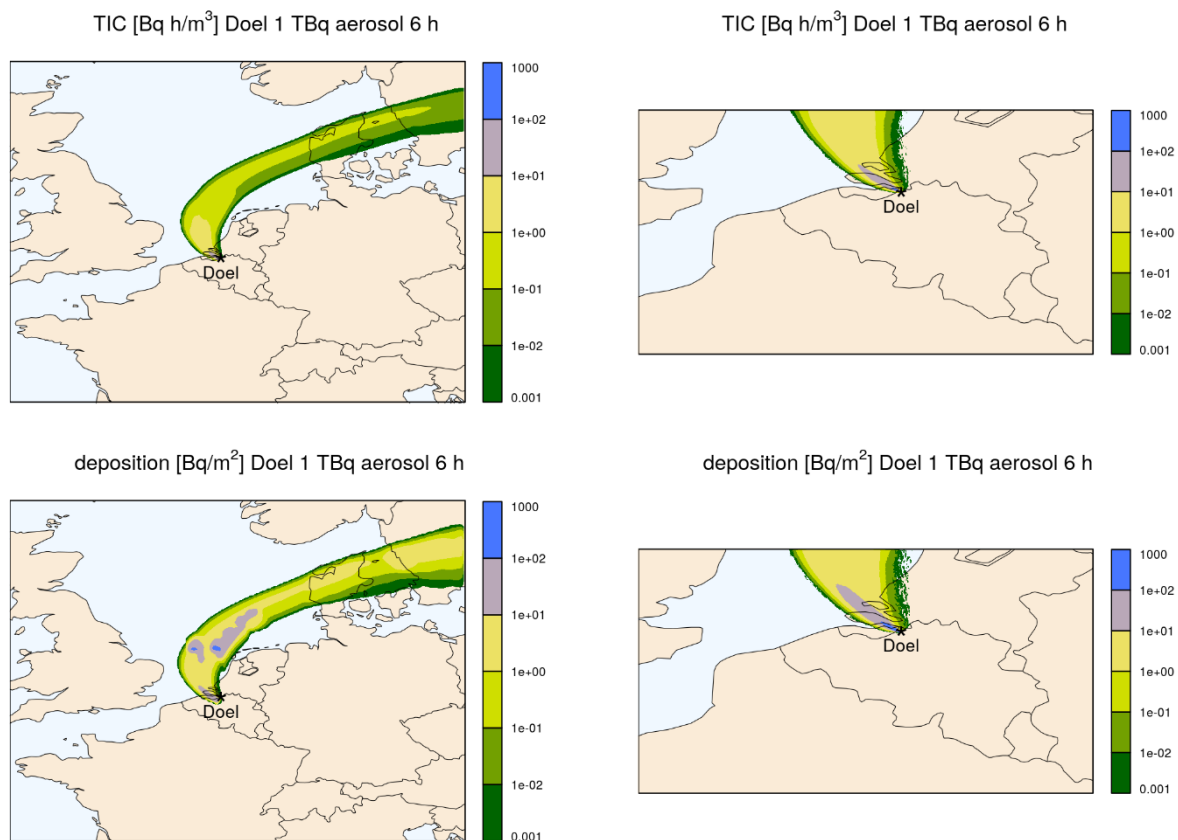 TIC [Bq h/m³] Doel 1 TBq aerosol 6 h
1000
1e+02
1e+01
1e+00
1e-01
1e-02
0.001
Doel
TIC [Bq h/m³] Doel 1 TBq aerosol 6 h
1000
1e+02
1e+01
1e+00
1e-01
1e-02
0.001
Doel
deposition [Bq/m²] Doel 1 TBq aerosol 6 h
1000
1e+02
1e+01
1e+00
1e-01
1e-02
0.001
Doel
deposition [Bq/m²] Doel 1 TBq aerosol 6 h
1000
1e+02
1e+01
1e+00
1e-01
1e-02
0.001
Doel